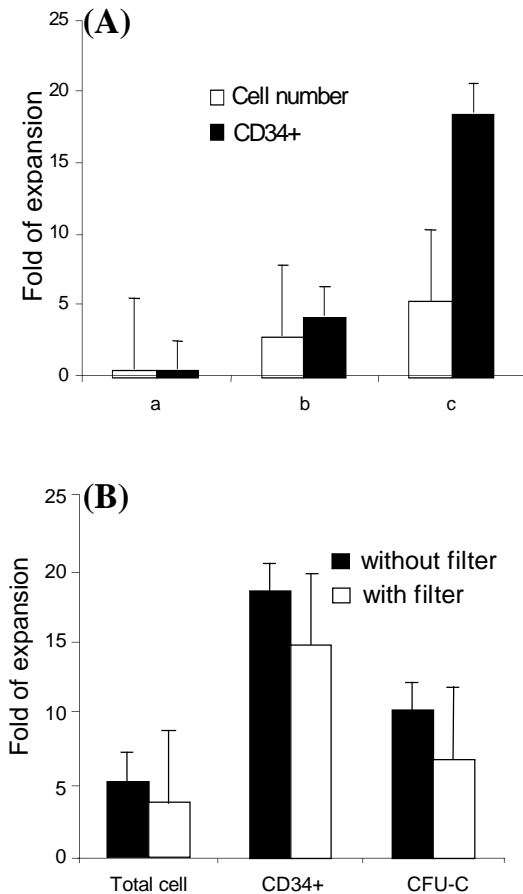 (A)
25
20
15
10
5
0
Fold of expansion
Cell number
CD34+
a b c
(B)
25
20
15
10
5
0
Fold of expansion
without filter
with filter
Total cell CD34+ CFU-C